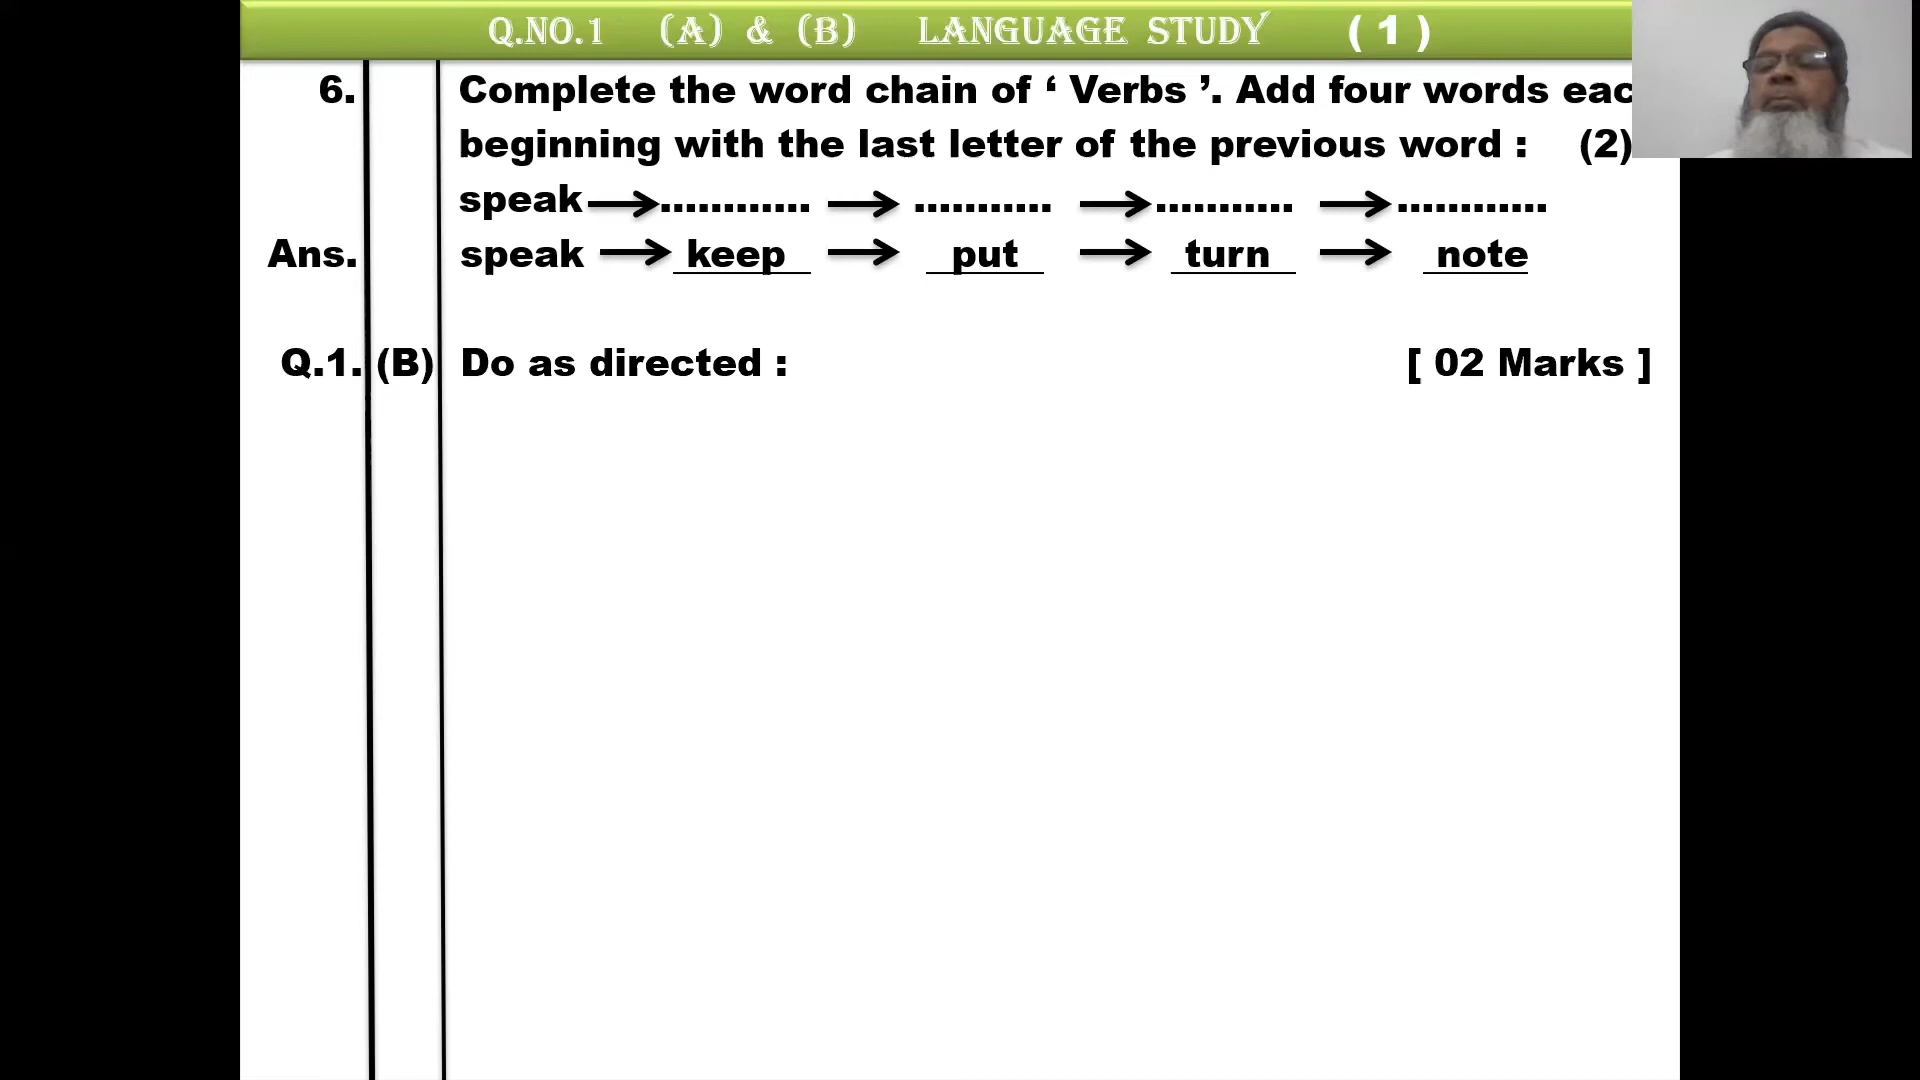 Q.NO.1 (A) & (B) LANGUAGE STUDY ( 1 )
6. Complete the word chain of ‘ Verbs ’. Add four words eac
beginning with the last letter of the previous word : (2)
speak → ............ → ........... → ........... → ............
Ans. speak → keep → put → turn → note
Q.1. (B) Do as directed : [ 02 Marks ]